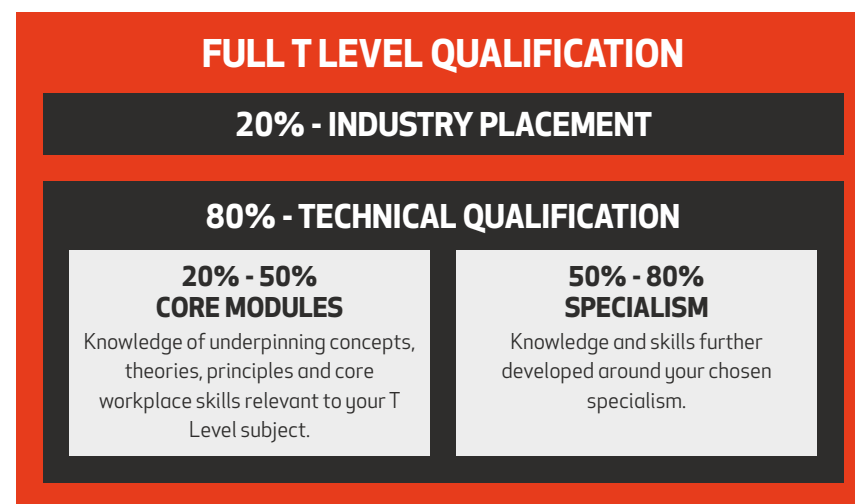 FULL T LEVEL QUALIFICATION
20% - INDUSTRY PLACEMENT
80% - TECHNICAL QUALIFICATION
20% - 50%
CORE MODULES
Knowledge of underpinning concepts,
theories, principles and core
workplace skills relevant to your T
Level subject.
50% - 80%
SPECIALISM
Knowledge and skills further
developed around your chosen
specialism.